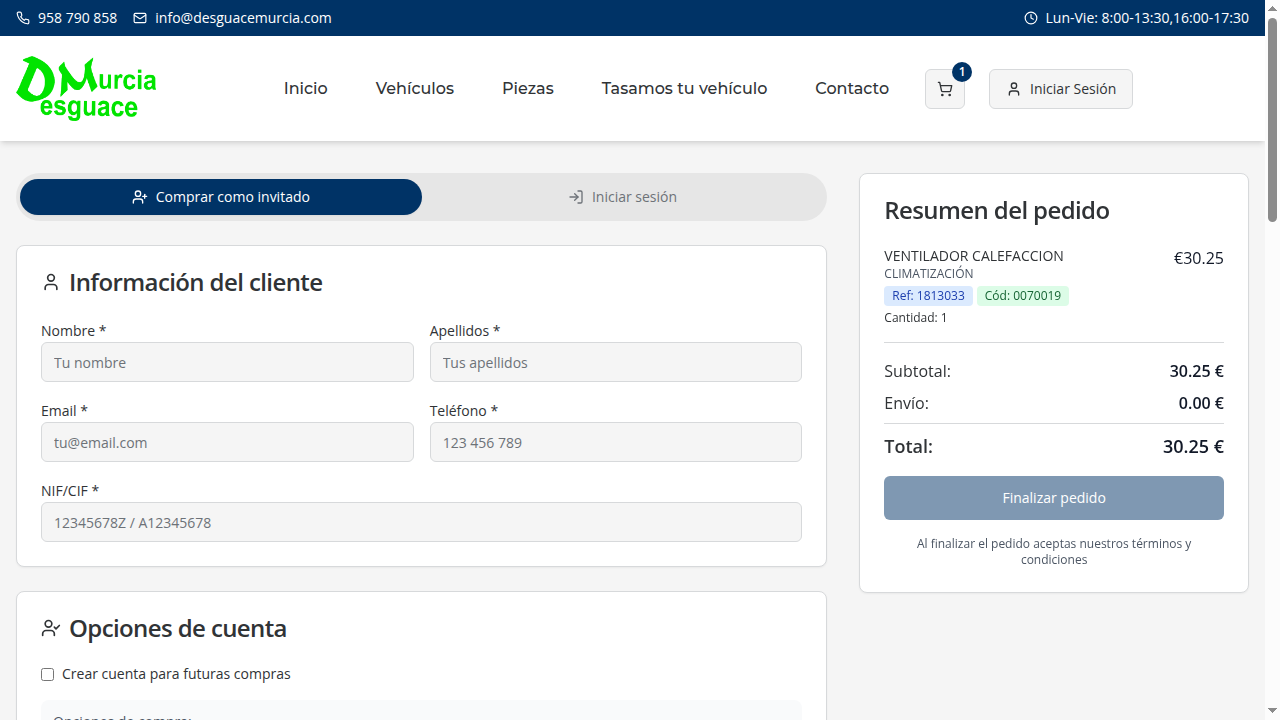 958 790 858
info@desguacemurcia.com
Lun-Vie: 8:00-13:30,16:00-17:30
DMurcia
esguace
Inicio
Vehículos
Piezas
Tasamos tu vehículo
Contacto
1
Iniciar Sesión
Comprar como invitado
Iniciar sesión
Información del cliente
Nombre *
Tu nombre
Apellidos *
Tus apellidos
Email *
tu@email.com
Teléfono *
123 456 789
NIF/CIF *
12345678Z / A12345678
Opciones de cuenta
Crear cuenta para futuras compras
Opciones de compra:
Resumen del pedido
VENTILADOR CALEFACCION
€30.25
CLIMATIZACIÓN
Ref: 1813033
Cód: 0070019
Cantidad: 1
Subtotal:
30.25 €
Envío:
0.00 €
Total:
30.25 €
Finalizar pedido
Al finalizar el pedido aceptas nuestros términos y
condiciones